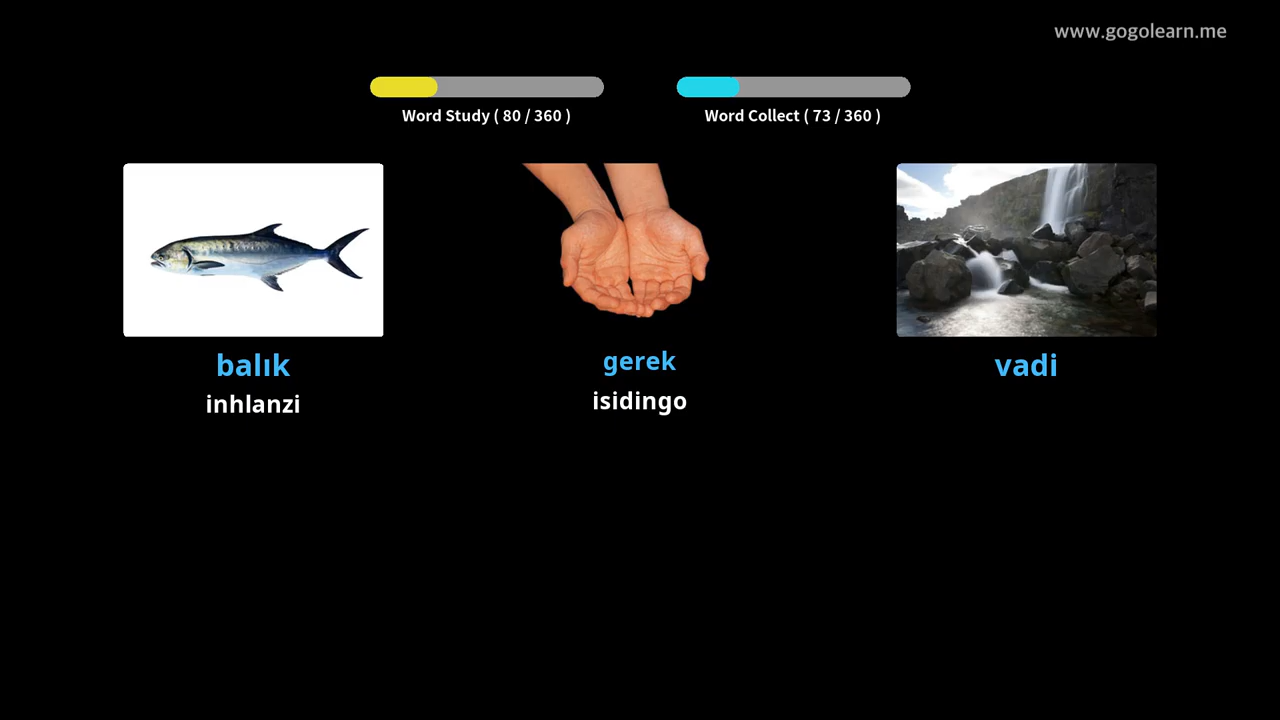 www.gogolearn.me
Word Study ( 80 / 360 )
Word Collect ( 73 / 360 )
balık
inhlanzi
gerek
isidingo
vadi